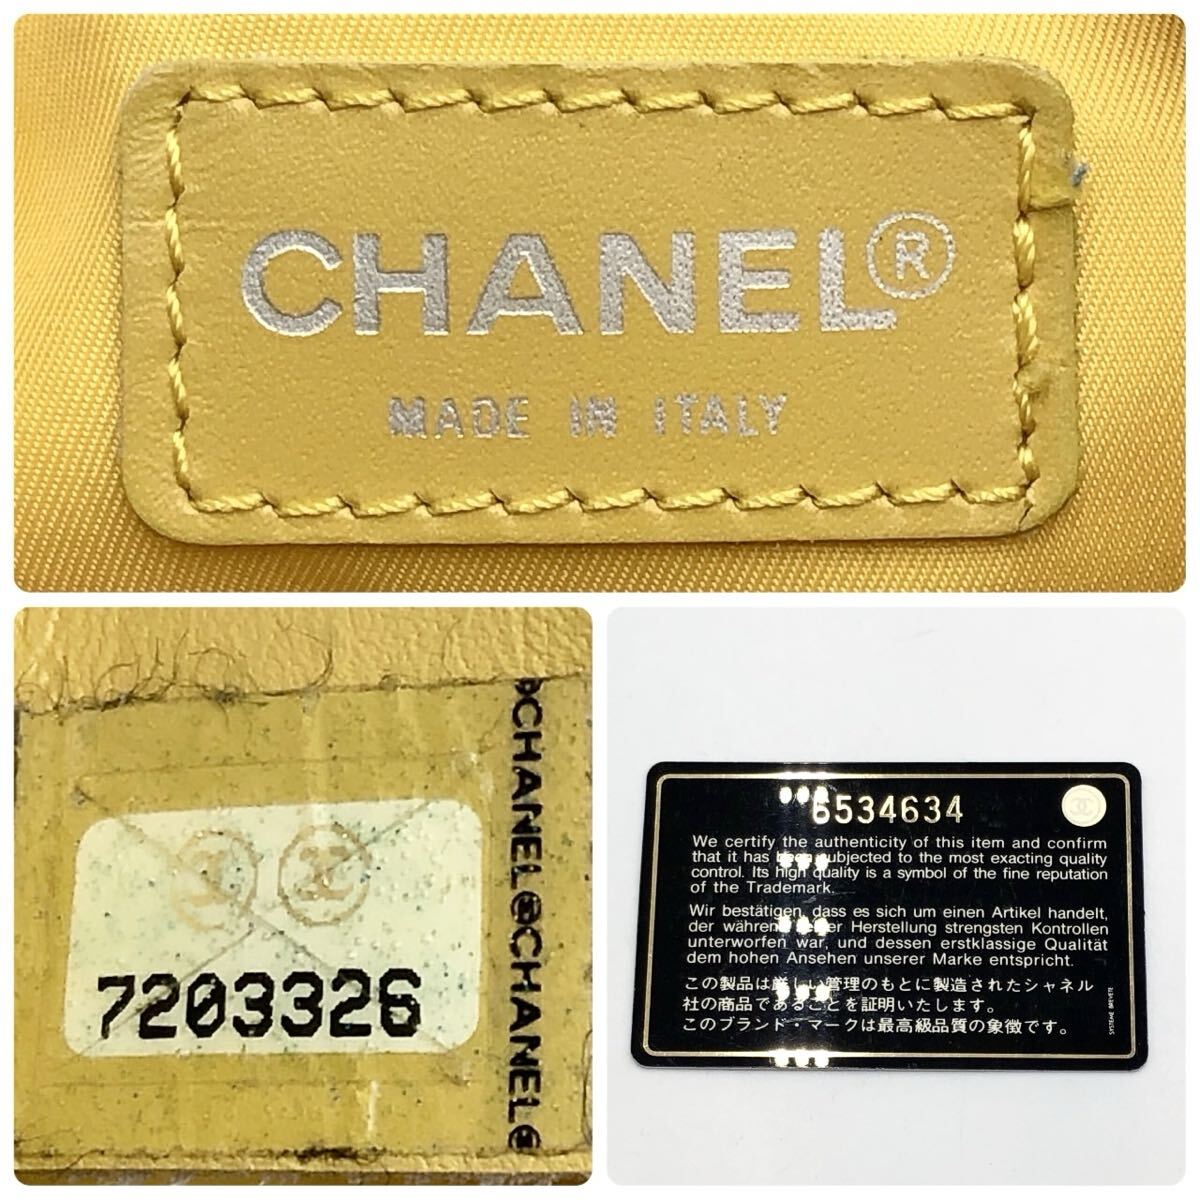 CHANEL®
MADE IN ITALY
7203326
CHANEL©CHANEL©
6534634
We certify the authenticity of this item and confirm
that it has been subjected to the most exacting quality
control. Its high quality is a symbol of the fine reputation
of the Trademark.
Wir bestätigen, dass es sich um einen Artikel handelt,
der während seiner Herstellung strengsten Kontrollen
unterworfen war, und dessen erstklassige Qualität
dem hohen Ansehen unserer Marke entspricht.
この製品は厳しい管理のもとに製造されたシャネル
社の商品であることを証明いたします。
このブランド・マークは最高級品質の象徴です。
SYSTEME BREVETE